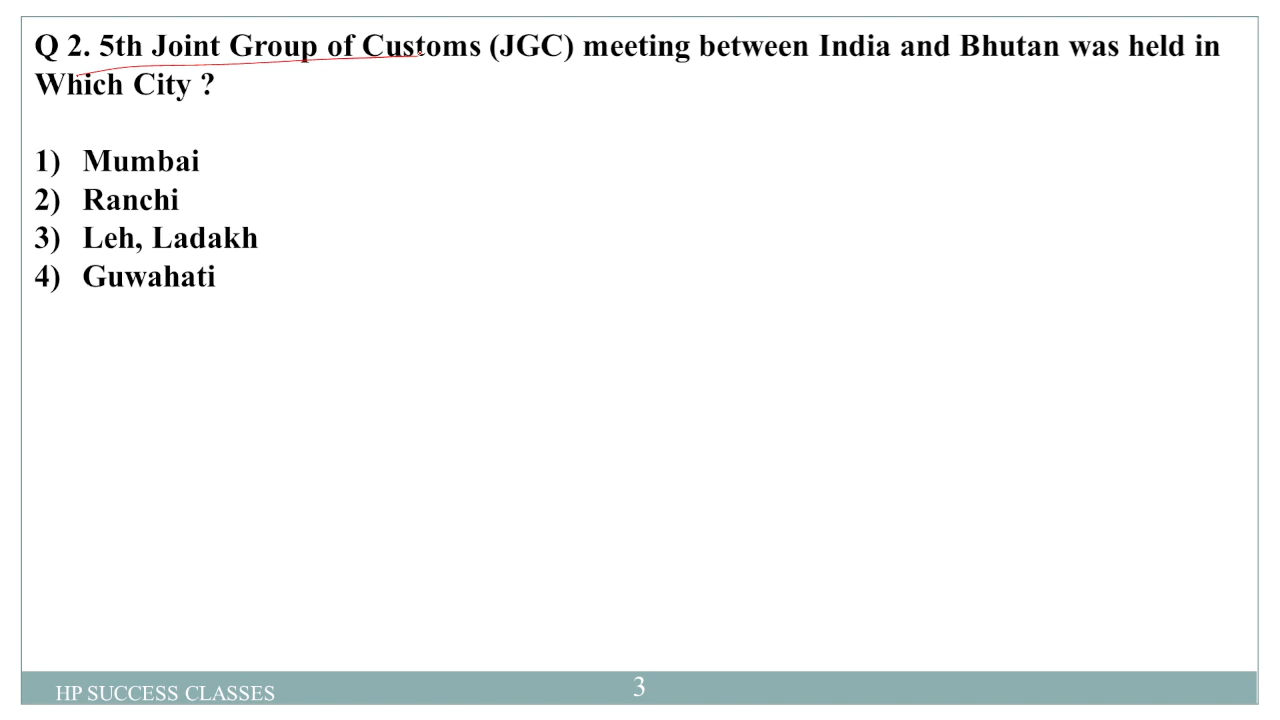 Q 2. 5th Joint Group of Customs (JGC) meeting between India and Bhutan was held in
Which City ?
1) Mumbai
2) Ranchi
3) Leh, Ladakh
4) Guwahati
HP SUCCESS CLASSES
3